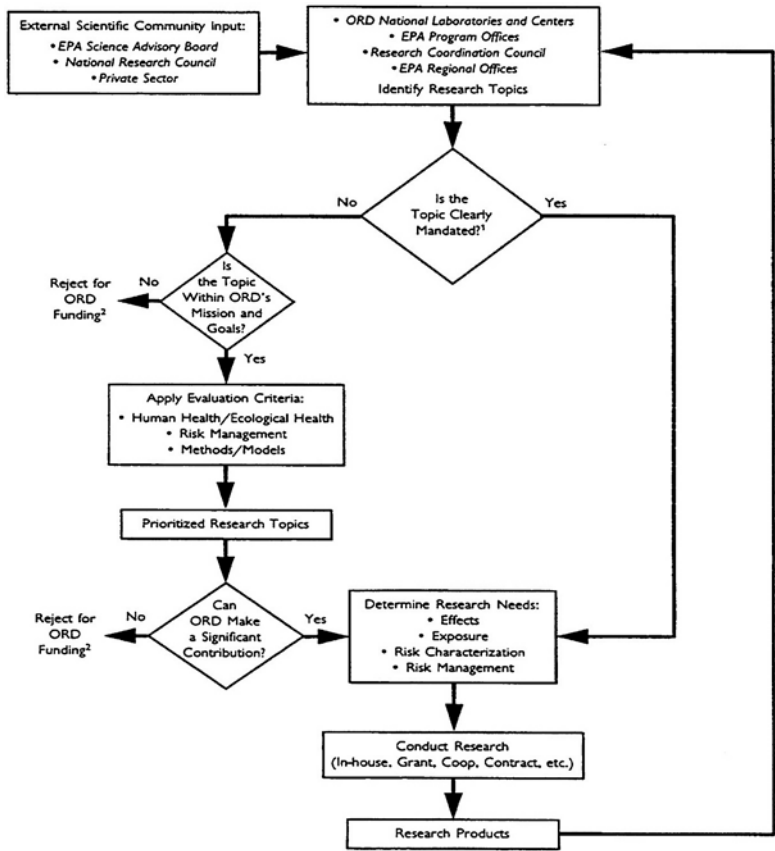 External Scientific Community Input:
• EPA Science Advisory Board
• National Research Council
• Private Sector
• ORD National Laboratories and Centers
• EPA Program Offices
• Research Coordination Council
• EPA Regional Offices
Identify Research Topics
No
Is the
Topic Clearly
Mandated?¹
Yes
Reject for
ORD
Funding²
No
Is
the Topic
Within ORD's
Mission and
Goals?
Yes
Apply Evaluation Criteria:
• Human Health/Ecological Health
• Risk Management
• Methods/Models
Prioritized Research Topics
Reject for
ORD
Funding²
No
Can
ORD Make
a Significant
Contribution?
Yes
Determine Research Needs:
• Effects
• Exposure
• Risk Characterization
• Risk Management
Conduct Research
(In-house, Grant, Coop, Contract, etc.)
Research Products